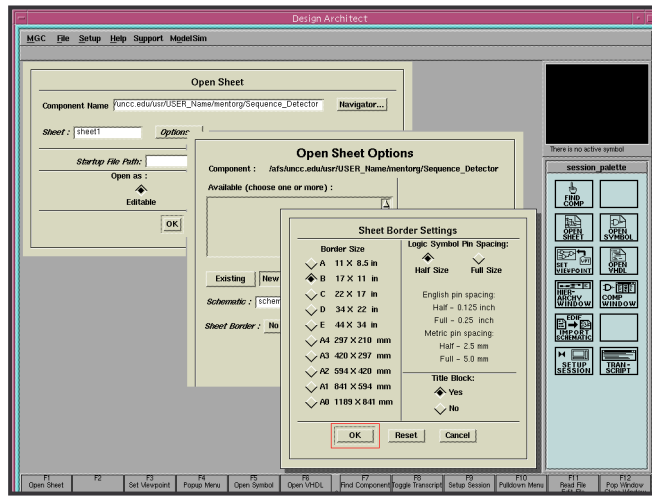 Design Architect
MGC File Setup Help Support ModelSim
Open Sheet
Component Name /uncc.edu/usr/USER_Name/mentorg/Sequence_Detector Navigator...
Sheet : sheet1
Startup File Path:
Open as :
Editable
OK
Open Sheet Options
Component : /afs/uncc.edu/usr/USER_Name/mentorg/Sequence_Detector
Available (choose one or more) :
Existing New
Schematic : schem
Sheet Border : No
Sheet Border Settings
Border Size
A 11 X 8.5 in
B 17 X 11 in
C 22 X 17 in
D 34 X 22 in
E 44 X 34 in
A4 297 X 210 mm
A3 420 X 297 mm
A2 594 X 420 mm
A1 841 X 594 mm
A0 1189 X 841 mm
Logic Symbol Pin Spacing:
Half Size Full Size
English pin spacing:
Half - 0.125 inch
Full - 0.25 inch
Metric pin spacing:
Half - 2.5 mm
Full - 5.0 mm
Title Block:
Yes
No
OK Reset Cancel
There is no active symbol
session_palette
FIND
COMP
OPEN
SHEET
OPEN
SYMBOL
SET
VIEWPOINT
OPEN
VHDL
HIER-
ARCHY
WINDOW
COMP
WINDOW
EDIF
IMPORT
SCHEMATIC
SETUP
SESSION
TRAN-
SCRIPT
F1 F2 F3 F4 F5 F6 F7 F8 F9 F10 F11 F12
Open Sheet Set Viewpoint Popup Menu Open Symbol Open VHDL Find Component Toggle Transcript Setup Session Pulldown Menu Read File Pop Window